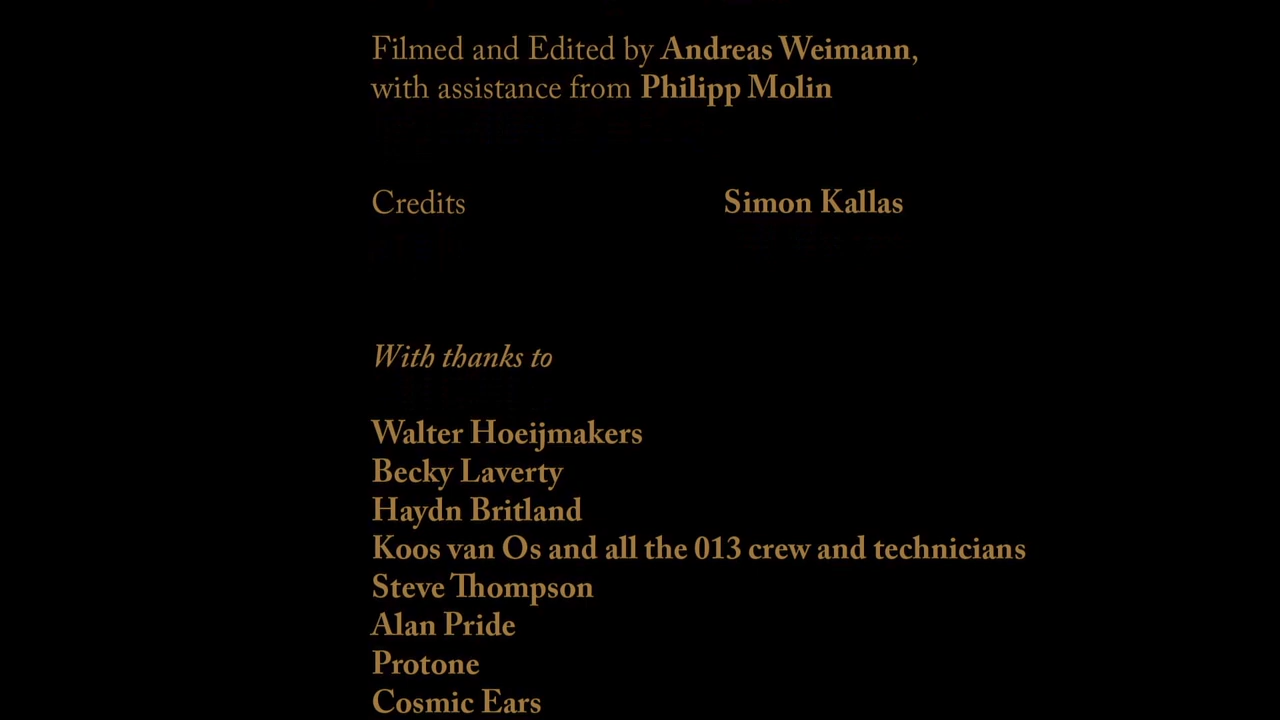 Filmed and Edited by Andreas Weimann,
with assistance from Philipp Molin
Credits Simon Kallas
With thanks to
Walter Hoeijmakers
Becky Laverty
Haydn Britland
Koos van Os and all the 013 crew and technicians
Steve Thompson
Alan Pride
Protone
Cosmic Ears